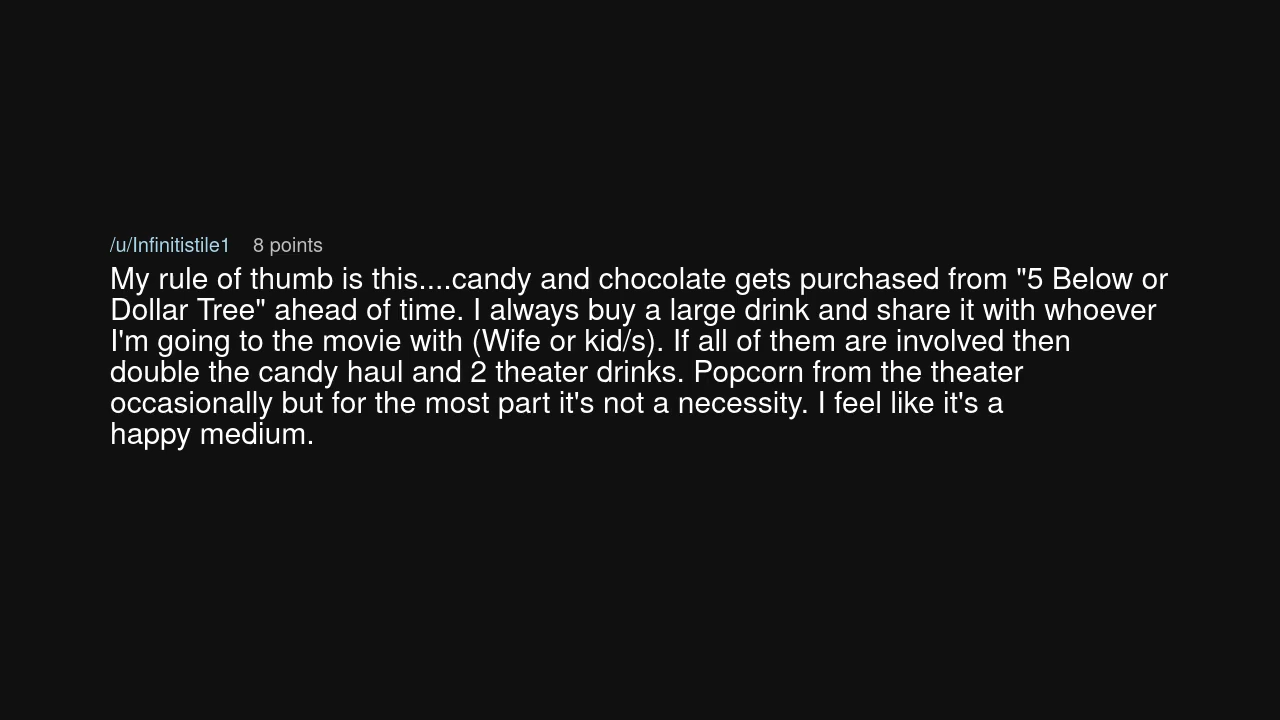 /u/Infinitistile1 8 points
My rule of thumb is this....candy and chocolate gets purchased from "5 Below or
Dollar Tree" ahead of time. I always buy a large drink and share it with whoever
I'm going to the movie with (Wife or kid/s). If all of them are involved then
double the candy haul and 2 theater drinks. Popcorn from the theater
occasionally but for the most part it's not a necessity. I feel like it's a
happy medium.